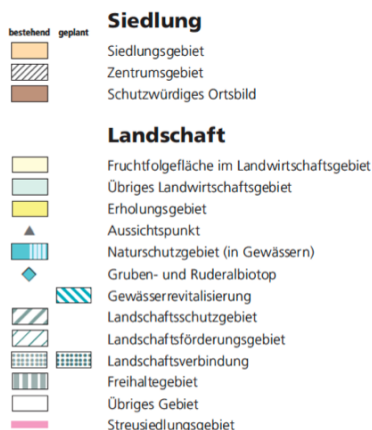 Siedlung
bestehend geplant
Siedlungsgebiet
Zentrumsgebiet
Schutzwürdiges Ortsbild
Landschaft
Fruchtfolgefläche im Landwirtschaftsgebiet
Übriges Landwirtschaftsgebiet
Erholungsgebiet
Aussichtspunkt
Naturschutzgebiet (in Gewässern)
Gruben- und Ruderalbiotop
Gewässerrevitalisierung
Landschaftsschutzgebiet
Landschaftsförderungsgebiet
Landschaftsverbindung
Freihaltegebiet
Übriges Gebiet
Streusiedlungsgebiet